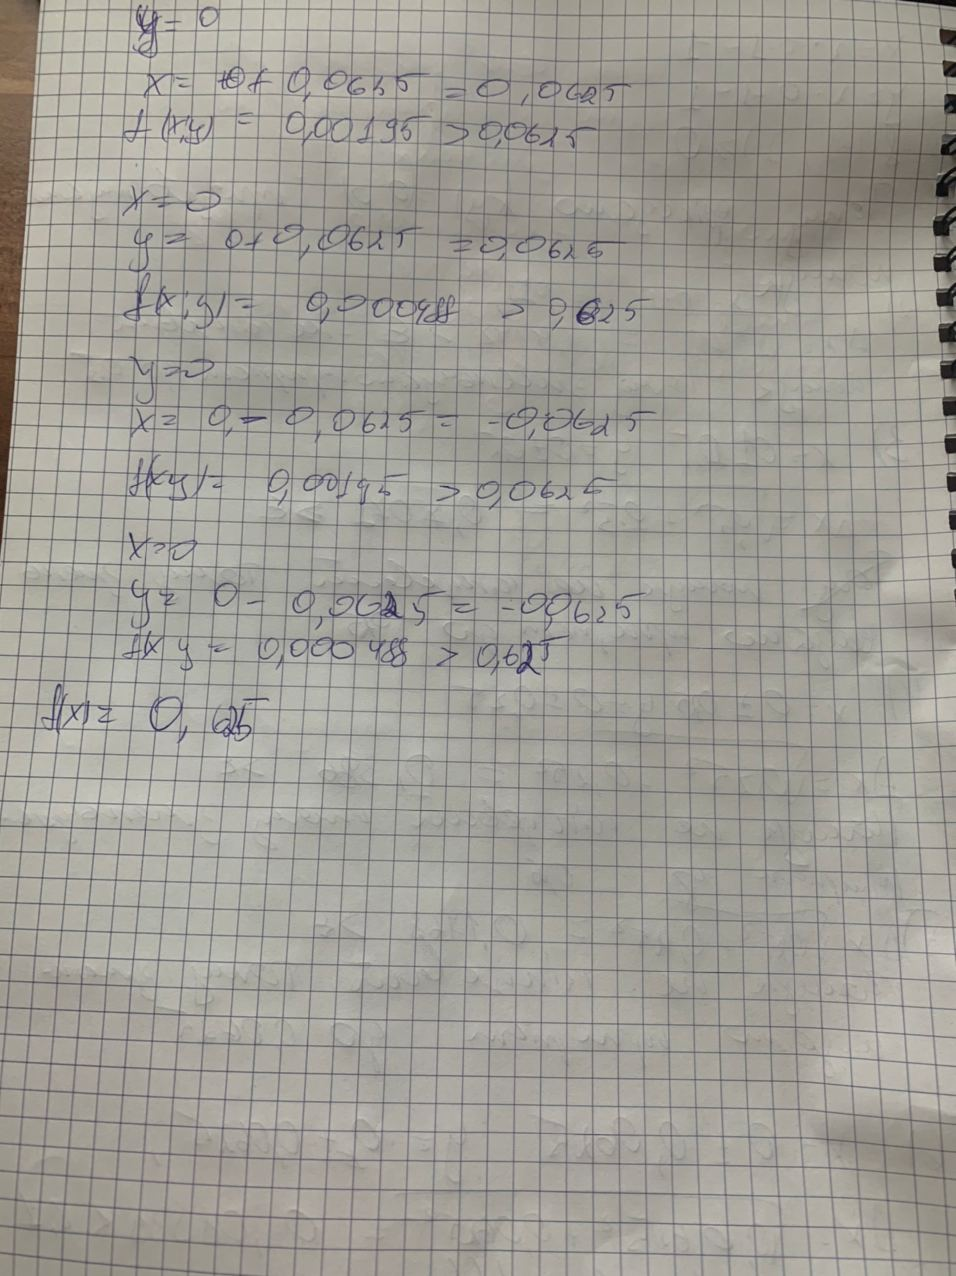 y = 0
x = 0+ 0,0625 = 0,0625
f(x,y) = 0,00195 > 0,0625
x = 0
y = 0+0,0625 = 0,0625
f(x,y) = 0,000488 > 0,625
y = 0
x = 0,- 0,0625 = -0,0625
f(xy) = 0,00195 > 0,0625
x = 0
y = 0 - 0,0625 = -0,0625
f(x y = 0,000488 > 0,625
f(x) = 0, 625